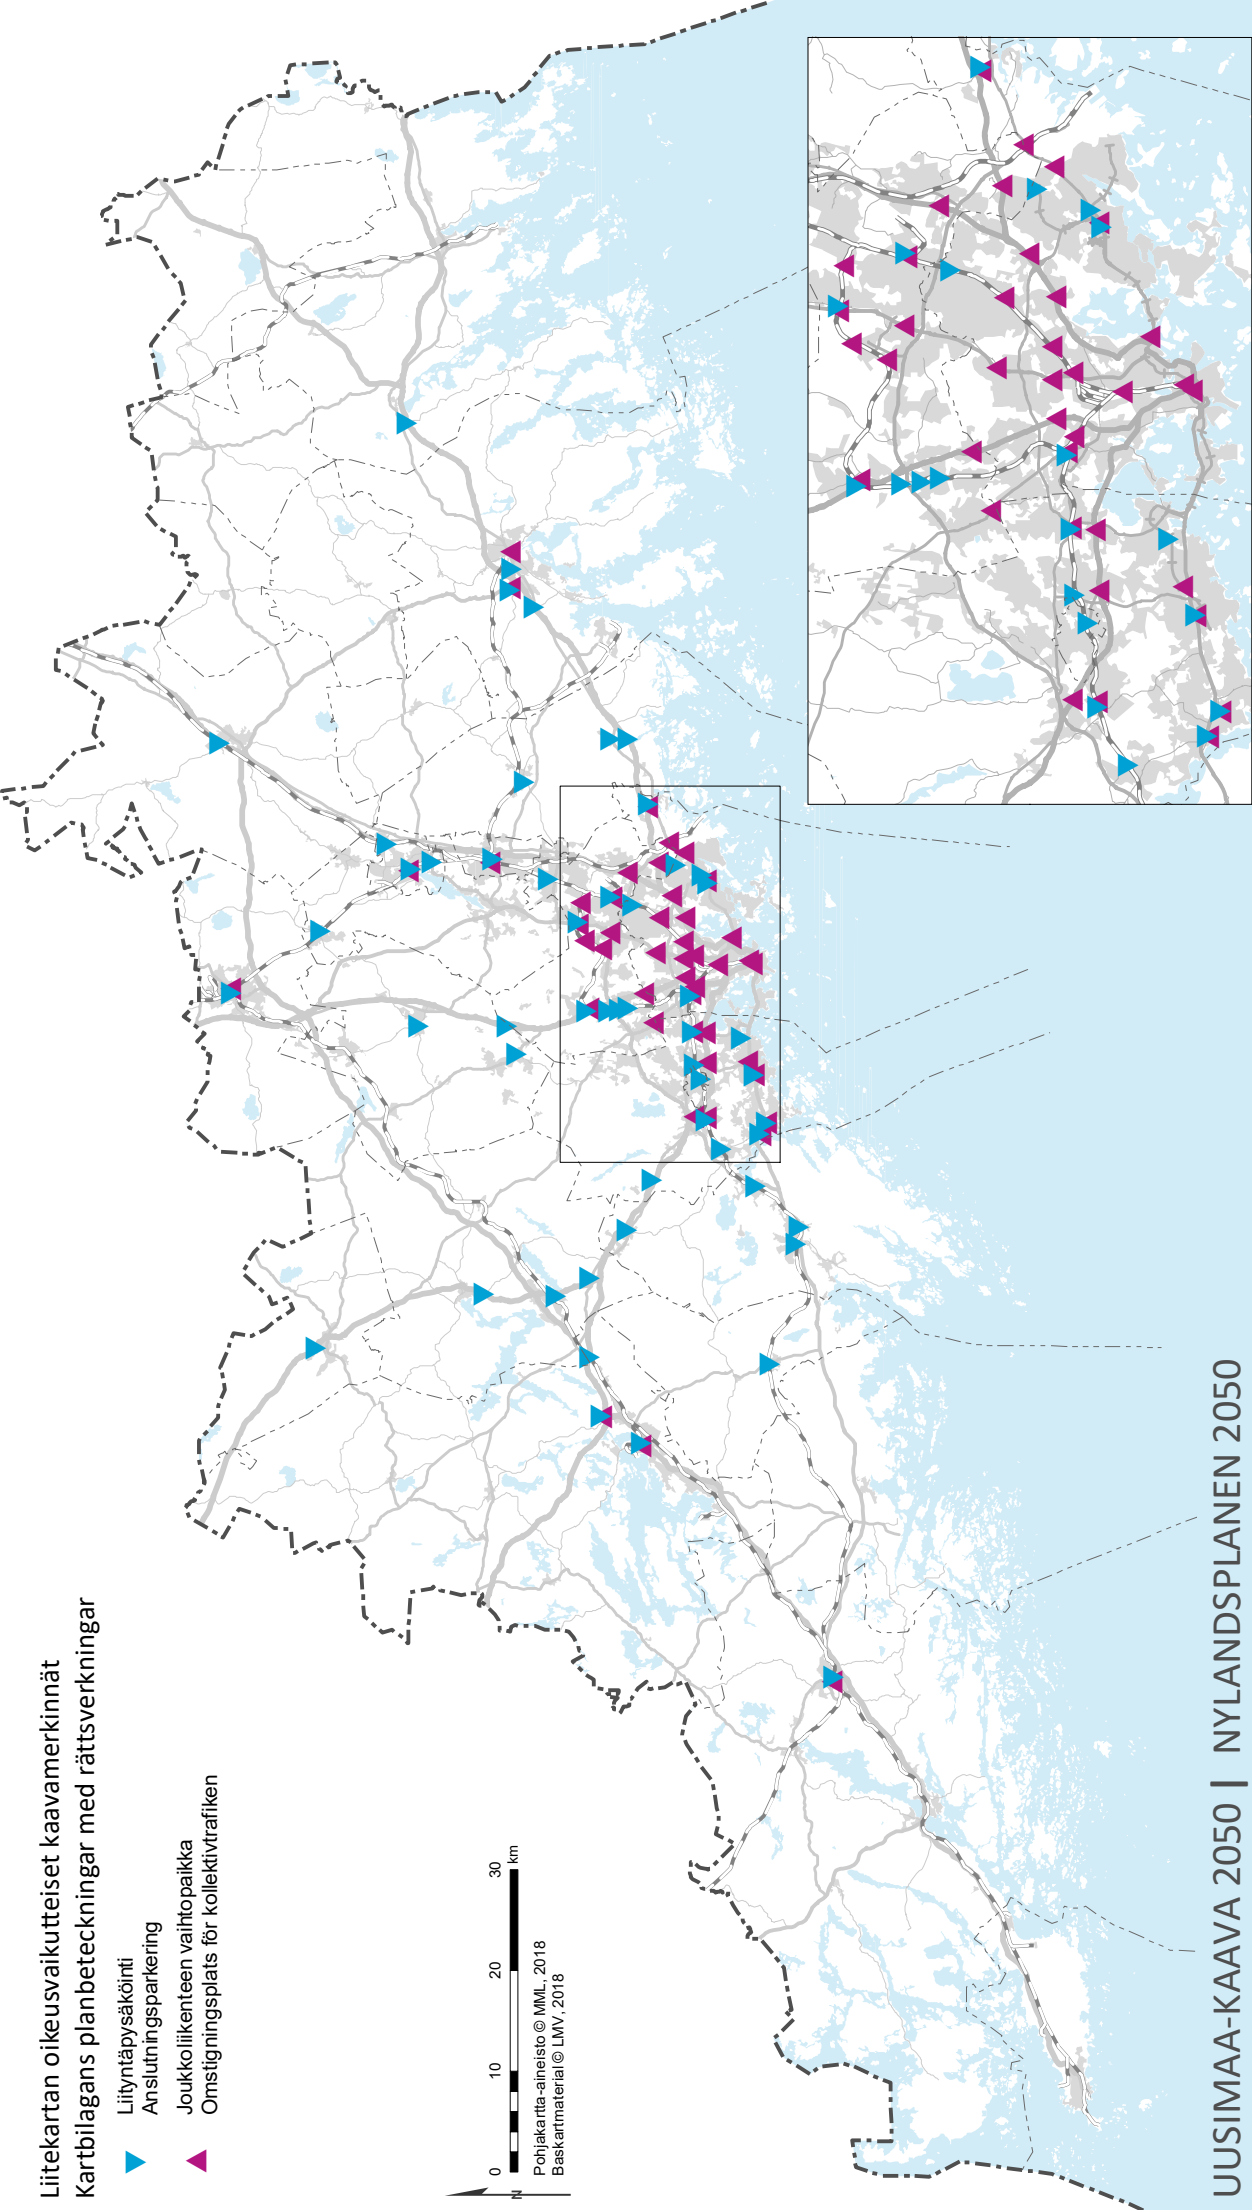 Liitekartan oikeusvaikutteiset kaavamerkinnät
Kartbilagans planbeteckningar med rättsverkningar
Liityntäpysäköinti
Anslutningsparkering
Joukkoliikenteen vaihtopaikka
Omstigningsplats för kollektivtrafiken
N
0 10 20 30 km
Pohjakartta-aineisto © MML, 2018
Baskartmaterial© LMV, 2018
UUSIMAA-KAAVA 2050 | NYLANDSPLANEN 2050